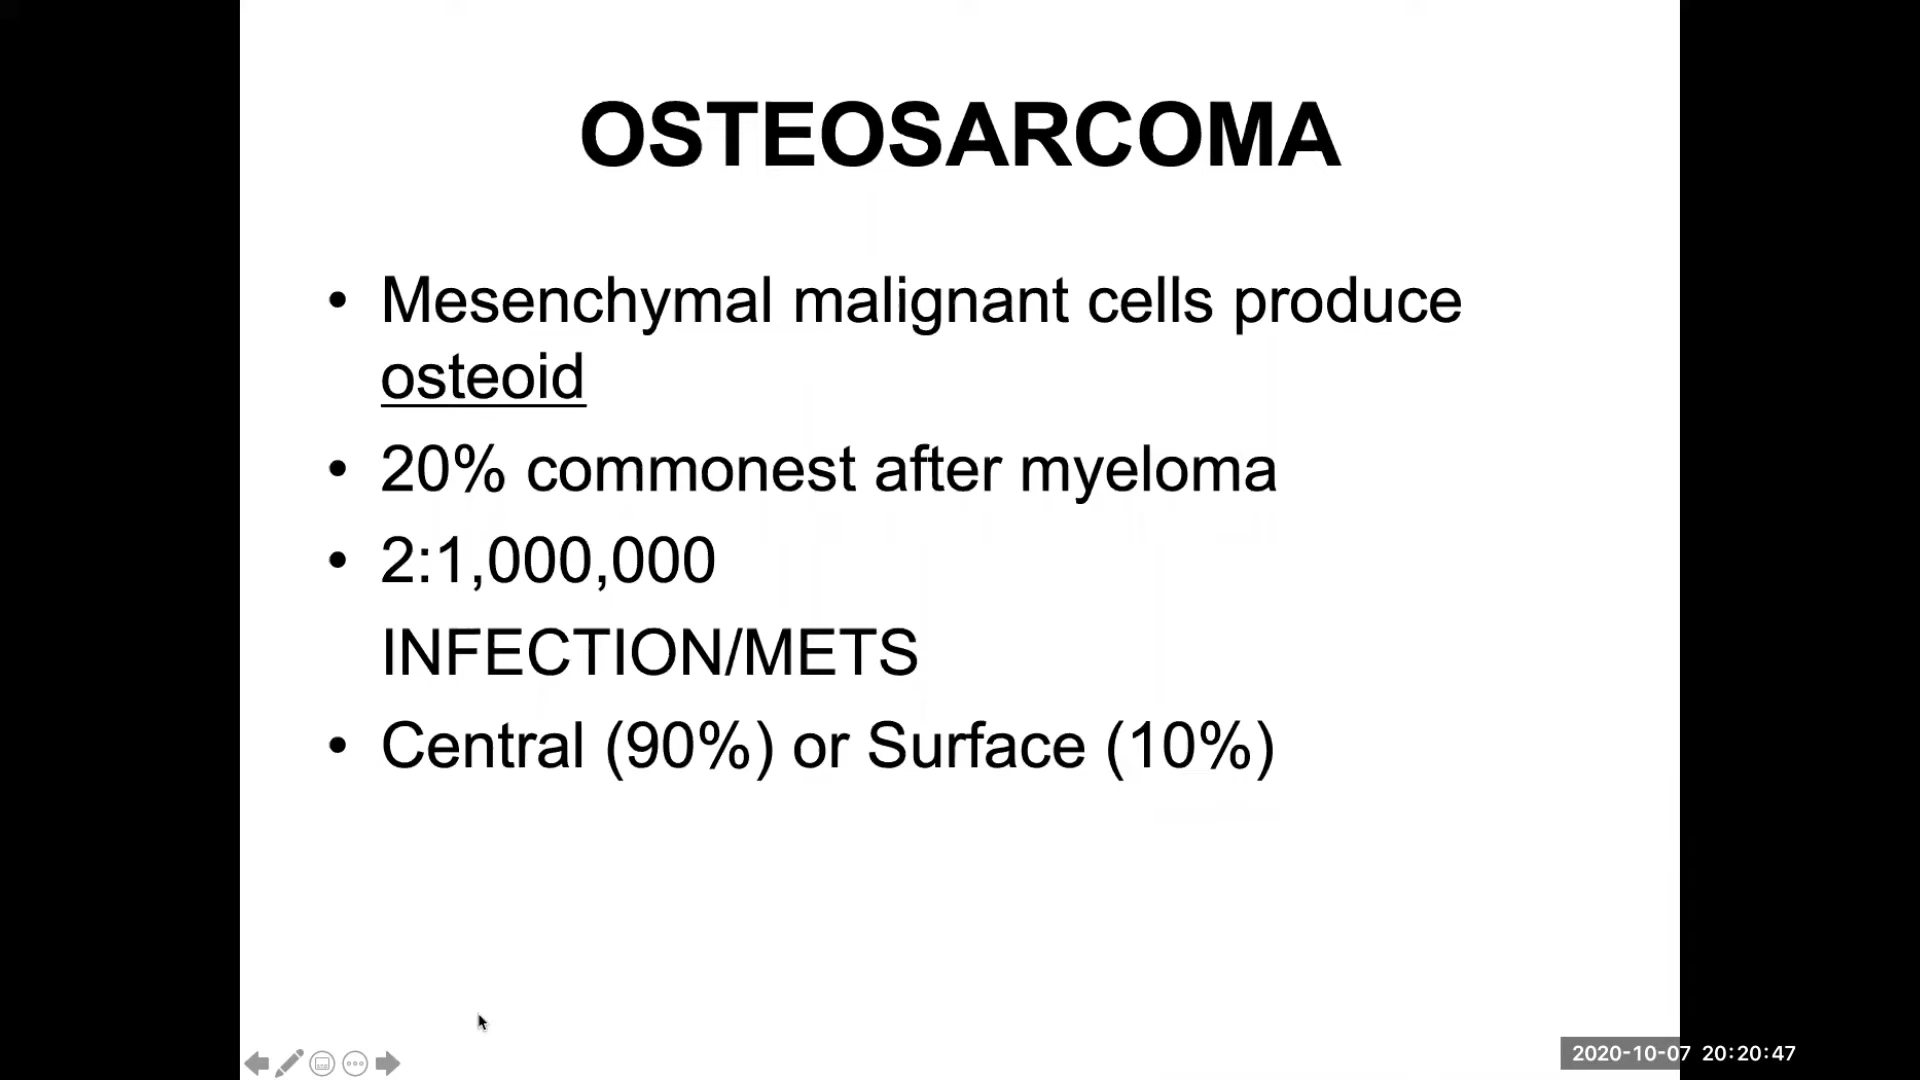 OSTEOSARCOMA
• Mesenchymal malignant cells produce
osteoid
• 20% commonest after myeloma
• 2:1,000,000
INFECTION/METS
• Central (90%) or Surface (10%)
2020-10-07 20:20:47